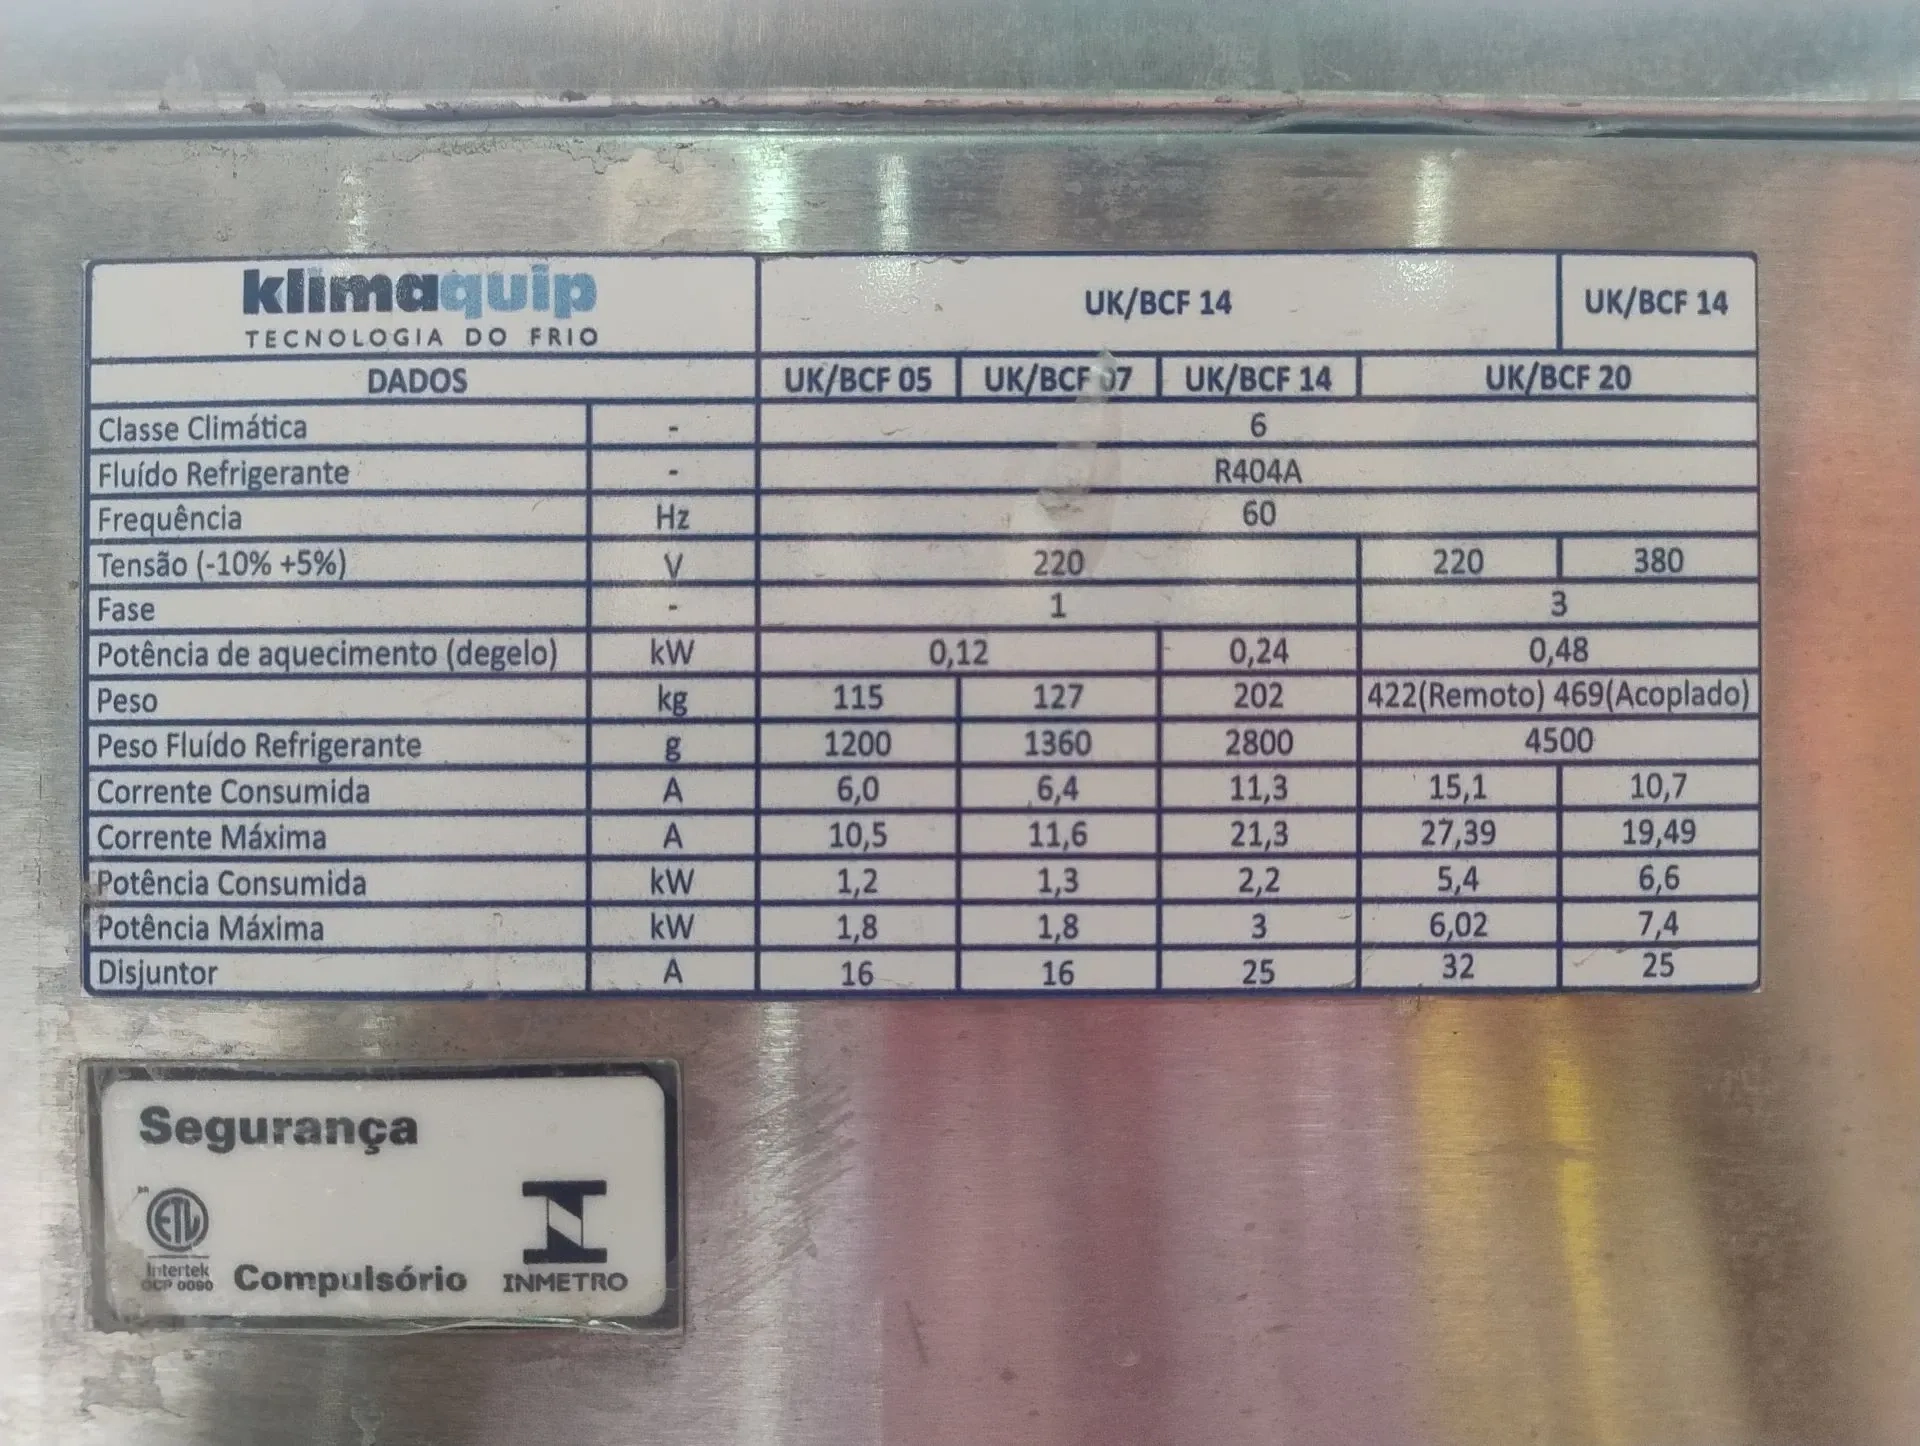 klimaquip
TECNOLOGIA DO FRIO
UK/BCF 14 UK/BCF 14
DADOS UK/BCF 05 UK/BCF 07 UK/BCF 14 UK/BCF 20
Classe Climática - 6
Fluído Refrigerante - R404A
Frequência Hz 60
Tensão (-10% +5%) V 220 220 380
Fase - 1 3
Potência de aquecimento (degelo) kW 0,12 0,24 0,48
Peso kg 115 127 202 422(Remoto) 469(Acoplado)
Peso Fluído Refrigerante g 1200 1360 2800 4500
Corrente Consumida A 6,0 6,4 11,3 15,1 10,7
Corrente Máxima A 10,5 11,6 21,3 27,39 19,49
Potência Consumida kW 1,2 1,3 2,2 5,4 6,6
Potência Máxima kW 1,8 1,8 3 6,02 7,4
Disjuntor A 16 16 25 32 25
Segurança
ETL
Intertek
OCP 0090
Compulsório
INMETRO